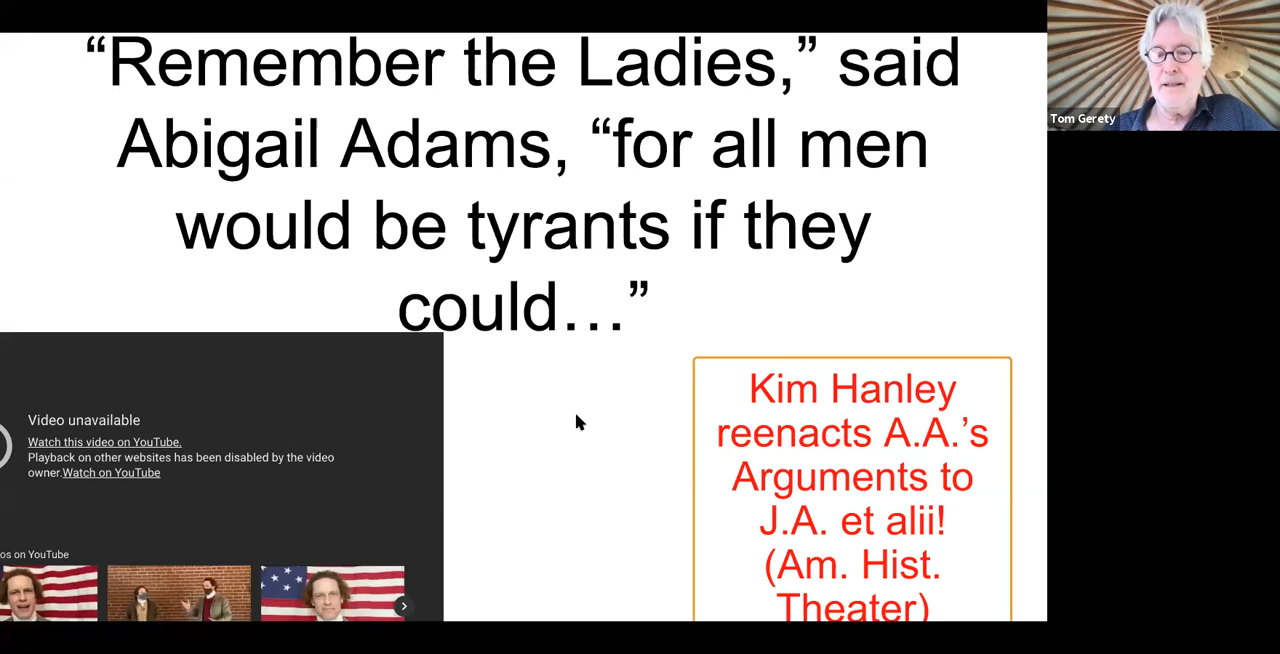 “Remember the Ladies,” said
Abigail Adams, “for all men
would be tyrants if they
could…”
Tom Gerety
Video unavailable
Watch this video on YouTube.
Playback on other websites has been disabled by the video
owner.Watch on YouTube
os on YouTube
Kim Hanley
reenacts A.A.’s
Arguments to
J.A. et alii!
(Am. Hist.
Theater)